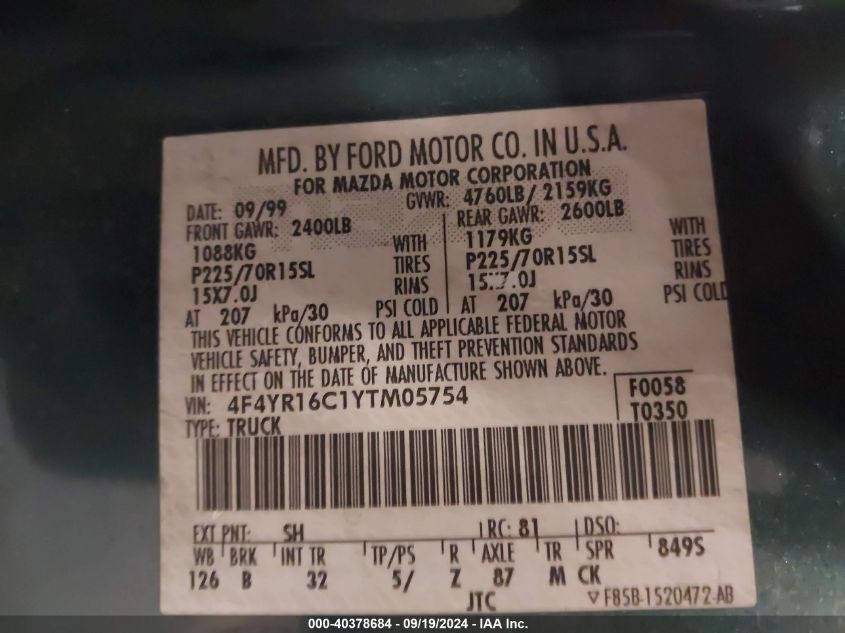 MFD. BY FORD MOTOR CO. IN U.S.A.
FOR MAZDA MOTOR CORPORATION
DATE: 09/99 GVWR: 4760LB/ 2159KG
FRONT GAWR: 2400LB REAR GAWR: 2600LB
1088KG WITH 1179KG WITH
P225/70R15SL TIRES P225/70R15SL TIRES
15X7.0J RIMS 15X7.0J RIMS
AT 207 kPa/30 PSI COLD AT 207 kPa/30 PSI COLD
THIS VEHICLE CONFORMS TO ALL APPLICABLE FEDERAL MOTOR
VEHICLE SAFETY, BUMPER, AND THEFT PREVENTION STANDARDS
IN EFFECT ON THE DATE OF MANUFACTURE SHOWN ABOVE.
VIN: 4F4YR16C1YTM05754 F0058
TYPE: TRUCK T0350
EXT PNT: SH RC: 81 DSO:
WB BRK INT TR TP/PS R AXLE TR SPR 849S
126 B 32 5/ Z 87 M CK
JTC F85B-1520472-AB
000-40378684 - 09/19/2024 - IAA Inc.